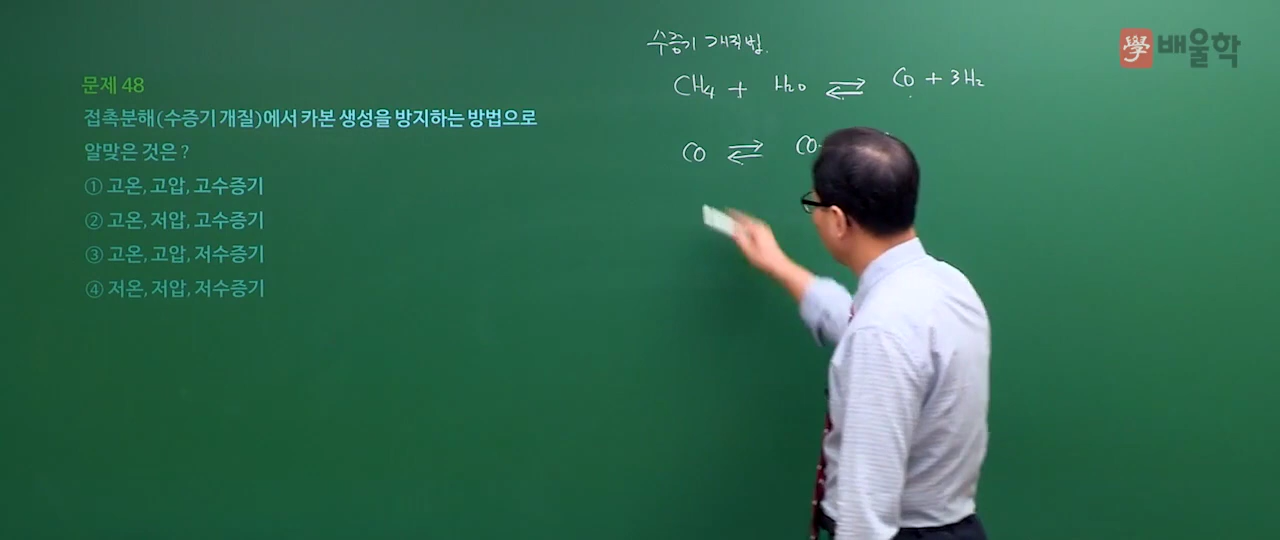 學 배울학
문제 48
접촉분해(수증기 개질)에서 카본 생성을 방지하는 방법으로
알맞은 것은?
① 고온, 고압, 고수증기
② 고온, 저압, 고수증기
③ 고온, 고압, 저수증기
④ 저온, 저압, 저수증기
수증기 개질법.
CH₄ + H₂O ⇄ CO + 3H₂
CO ⇄ CO